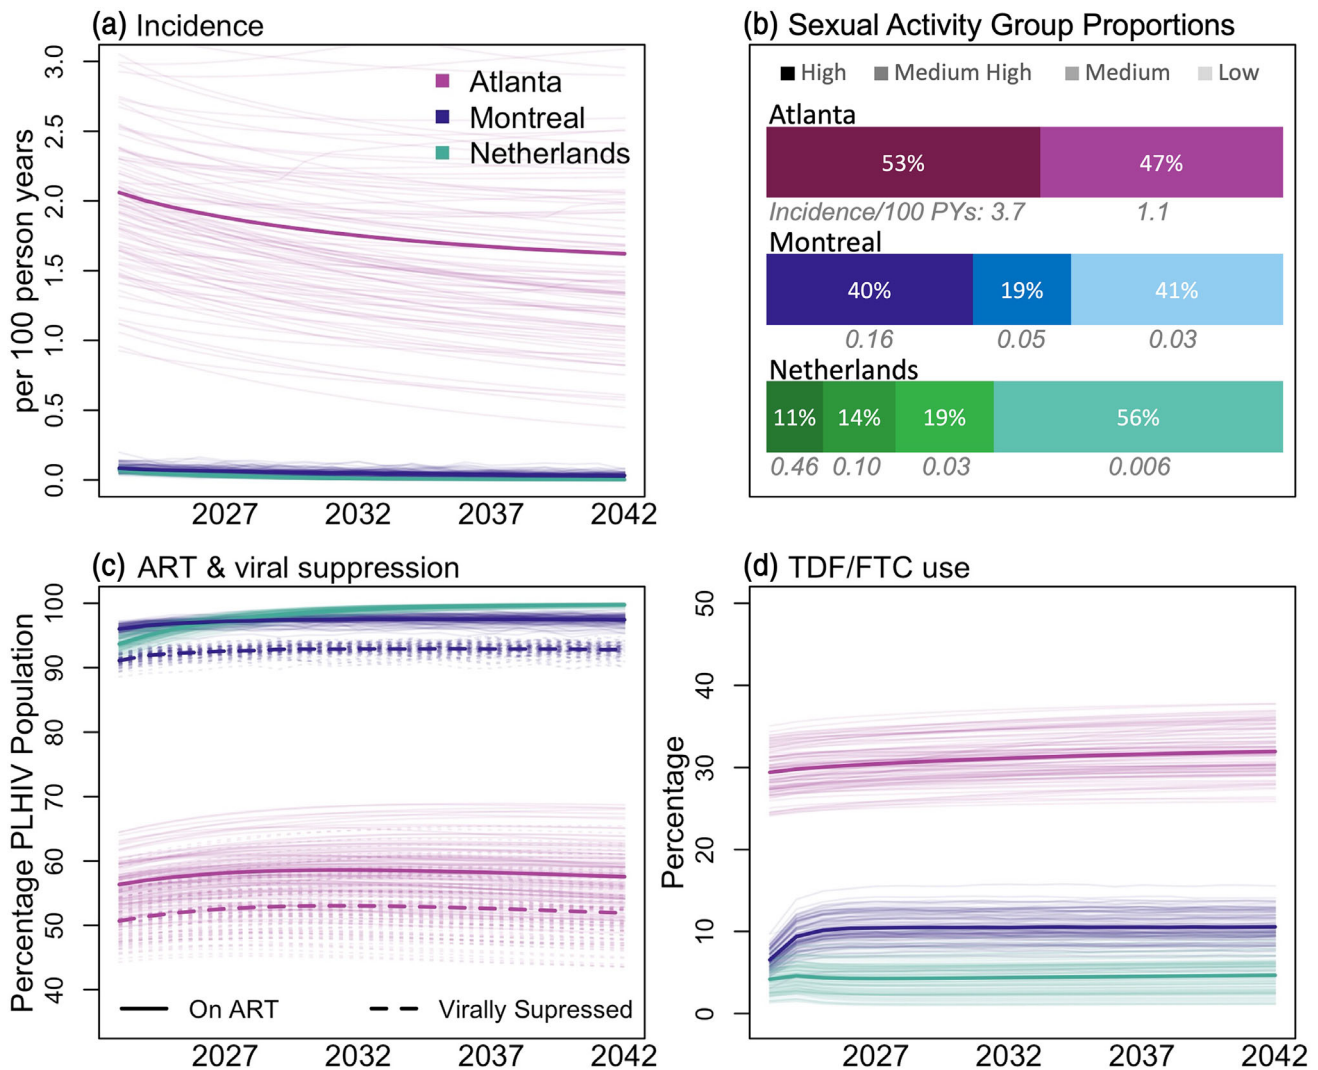 (a) Incidence
per 100 person years
3.0
2.5
2.0
1.5
1.0
0.5
0.0
Atlanta
Montreal
Netherlands
2027 2032 2037 2042
(b) Sexual Activity Group Proportions
High Medium High Medium Low
Atlanta
53% 47%
Incidence/100 PYs: 3.7 1.1
Montreal
40% 19% 41%
0.16 0.05 0.03
Netherlands
11% 14% 19% 56%
0.46 0.10 0.03 0.006
(c) ART & viral suppression
Percentage PLHIV Population
100
90
80
70
60
50
40
On ART Virally Supressed
2027 2032 2037 2042
(d) TDF/FTC use
Percentage
50
40
30
20
10
0
2027 2032 2037 2042